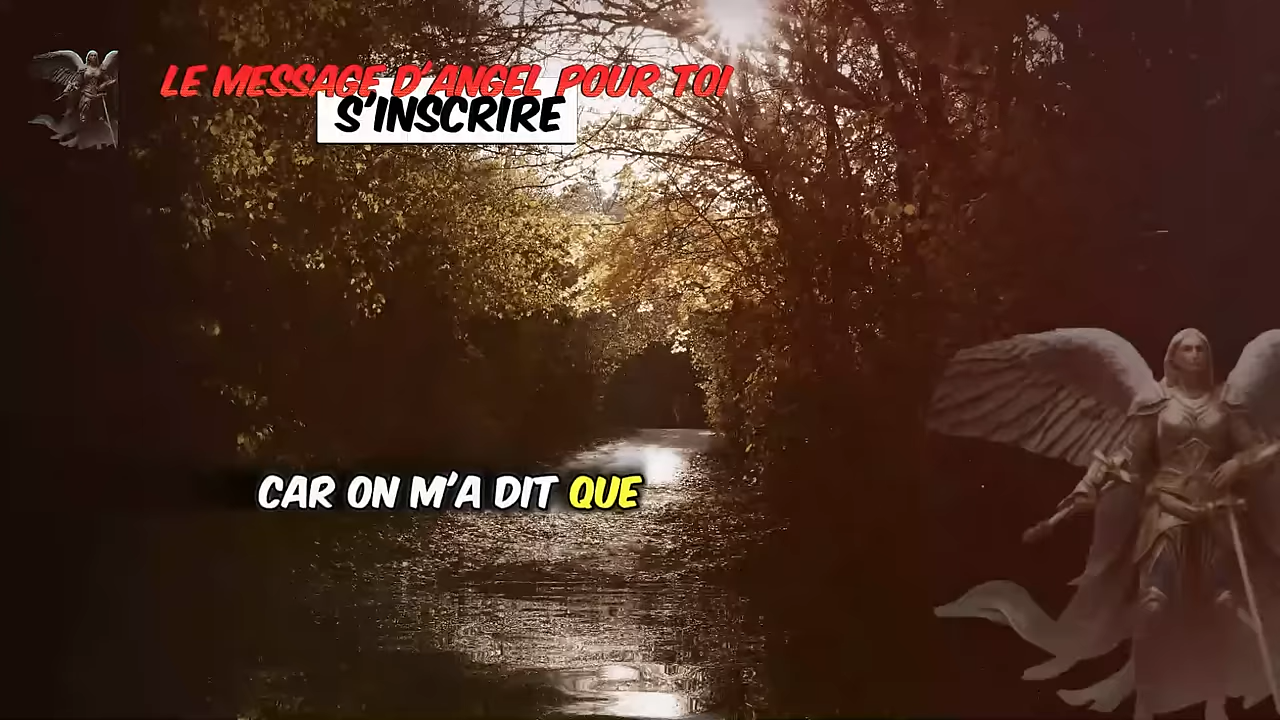 LE MESSAGE D'ANGEL POUR TOI
S'INSCRIRE
CAR ON M'A DIT QUE